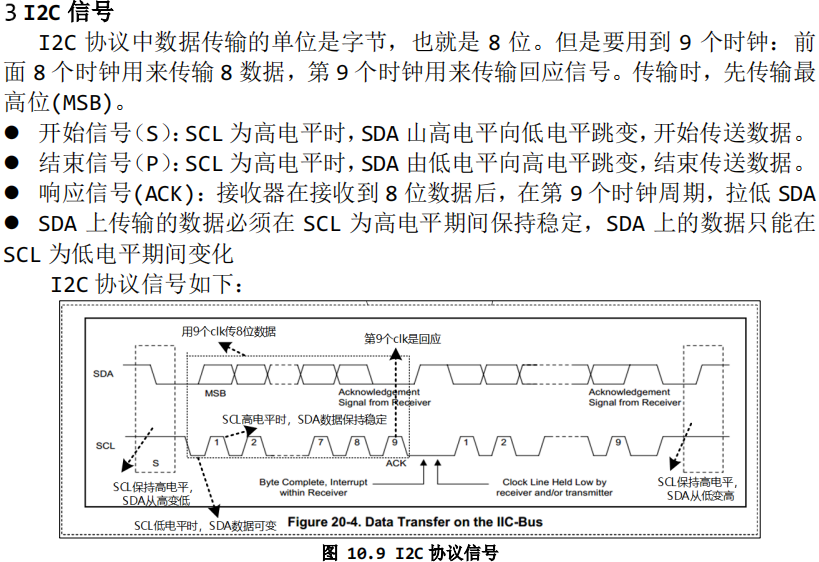 3 I2C 信号
I2C 协议中数据传输的单位是字节，也就是 8 位。但是要用到 9 个时钟：前
面 8 个时钟用来传输 8 数据，第 9 个时钟用来传输回应信号。传输时，先传输最
高位(MSB)。
● 开始信号（S）：SCL 为高电平时，SDA 山高电平向低电平跳变，开始传送数据。
● 结束信号（P）：SCL 为高电平时，SDA 由低电平向高电平跳变，结束传送数据。
● 响应信号(ACK)：接收器在接收到 8 位数据后，在第 9 个时钟周期，拉低 SDA
● SDA 上传输的数据必须在 SCL 为高电平期间保持稳定，SDA 上的数据只能在
SCL 为低电平期间变化
I2C 协议信号如下：
用9个clk传8位数据
第9个clk是回应
SDA
MSB
Acknowledgement
Signal from Receiver
Acknowledgement
Signal from Receiver
SCL高电平时，SDA数据保持稳定
SCL
S
1
2
7
8
9
ACK
1
2
9
SCL保持高电平，
SDA从高变低
Byte Complete, Interrupt
within Receiver
Clock Line Held Low by
receiver and/or transmitter
SCL保持高电平，
SDA从低变高
SCL低电平时，SDA数据可变
Figure 20-4. Data Transfer on the IIC-Bus
图 10.9 I2C 协议信号